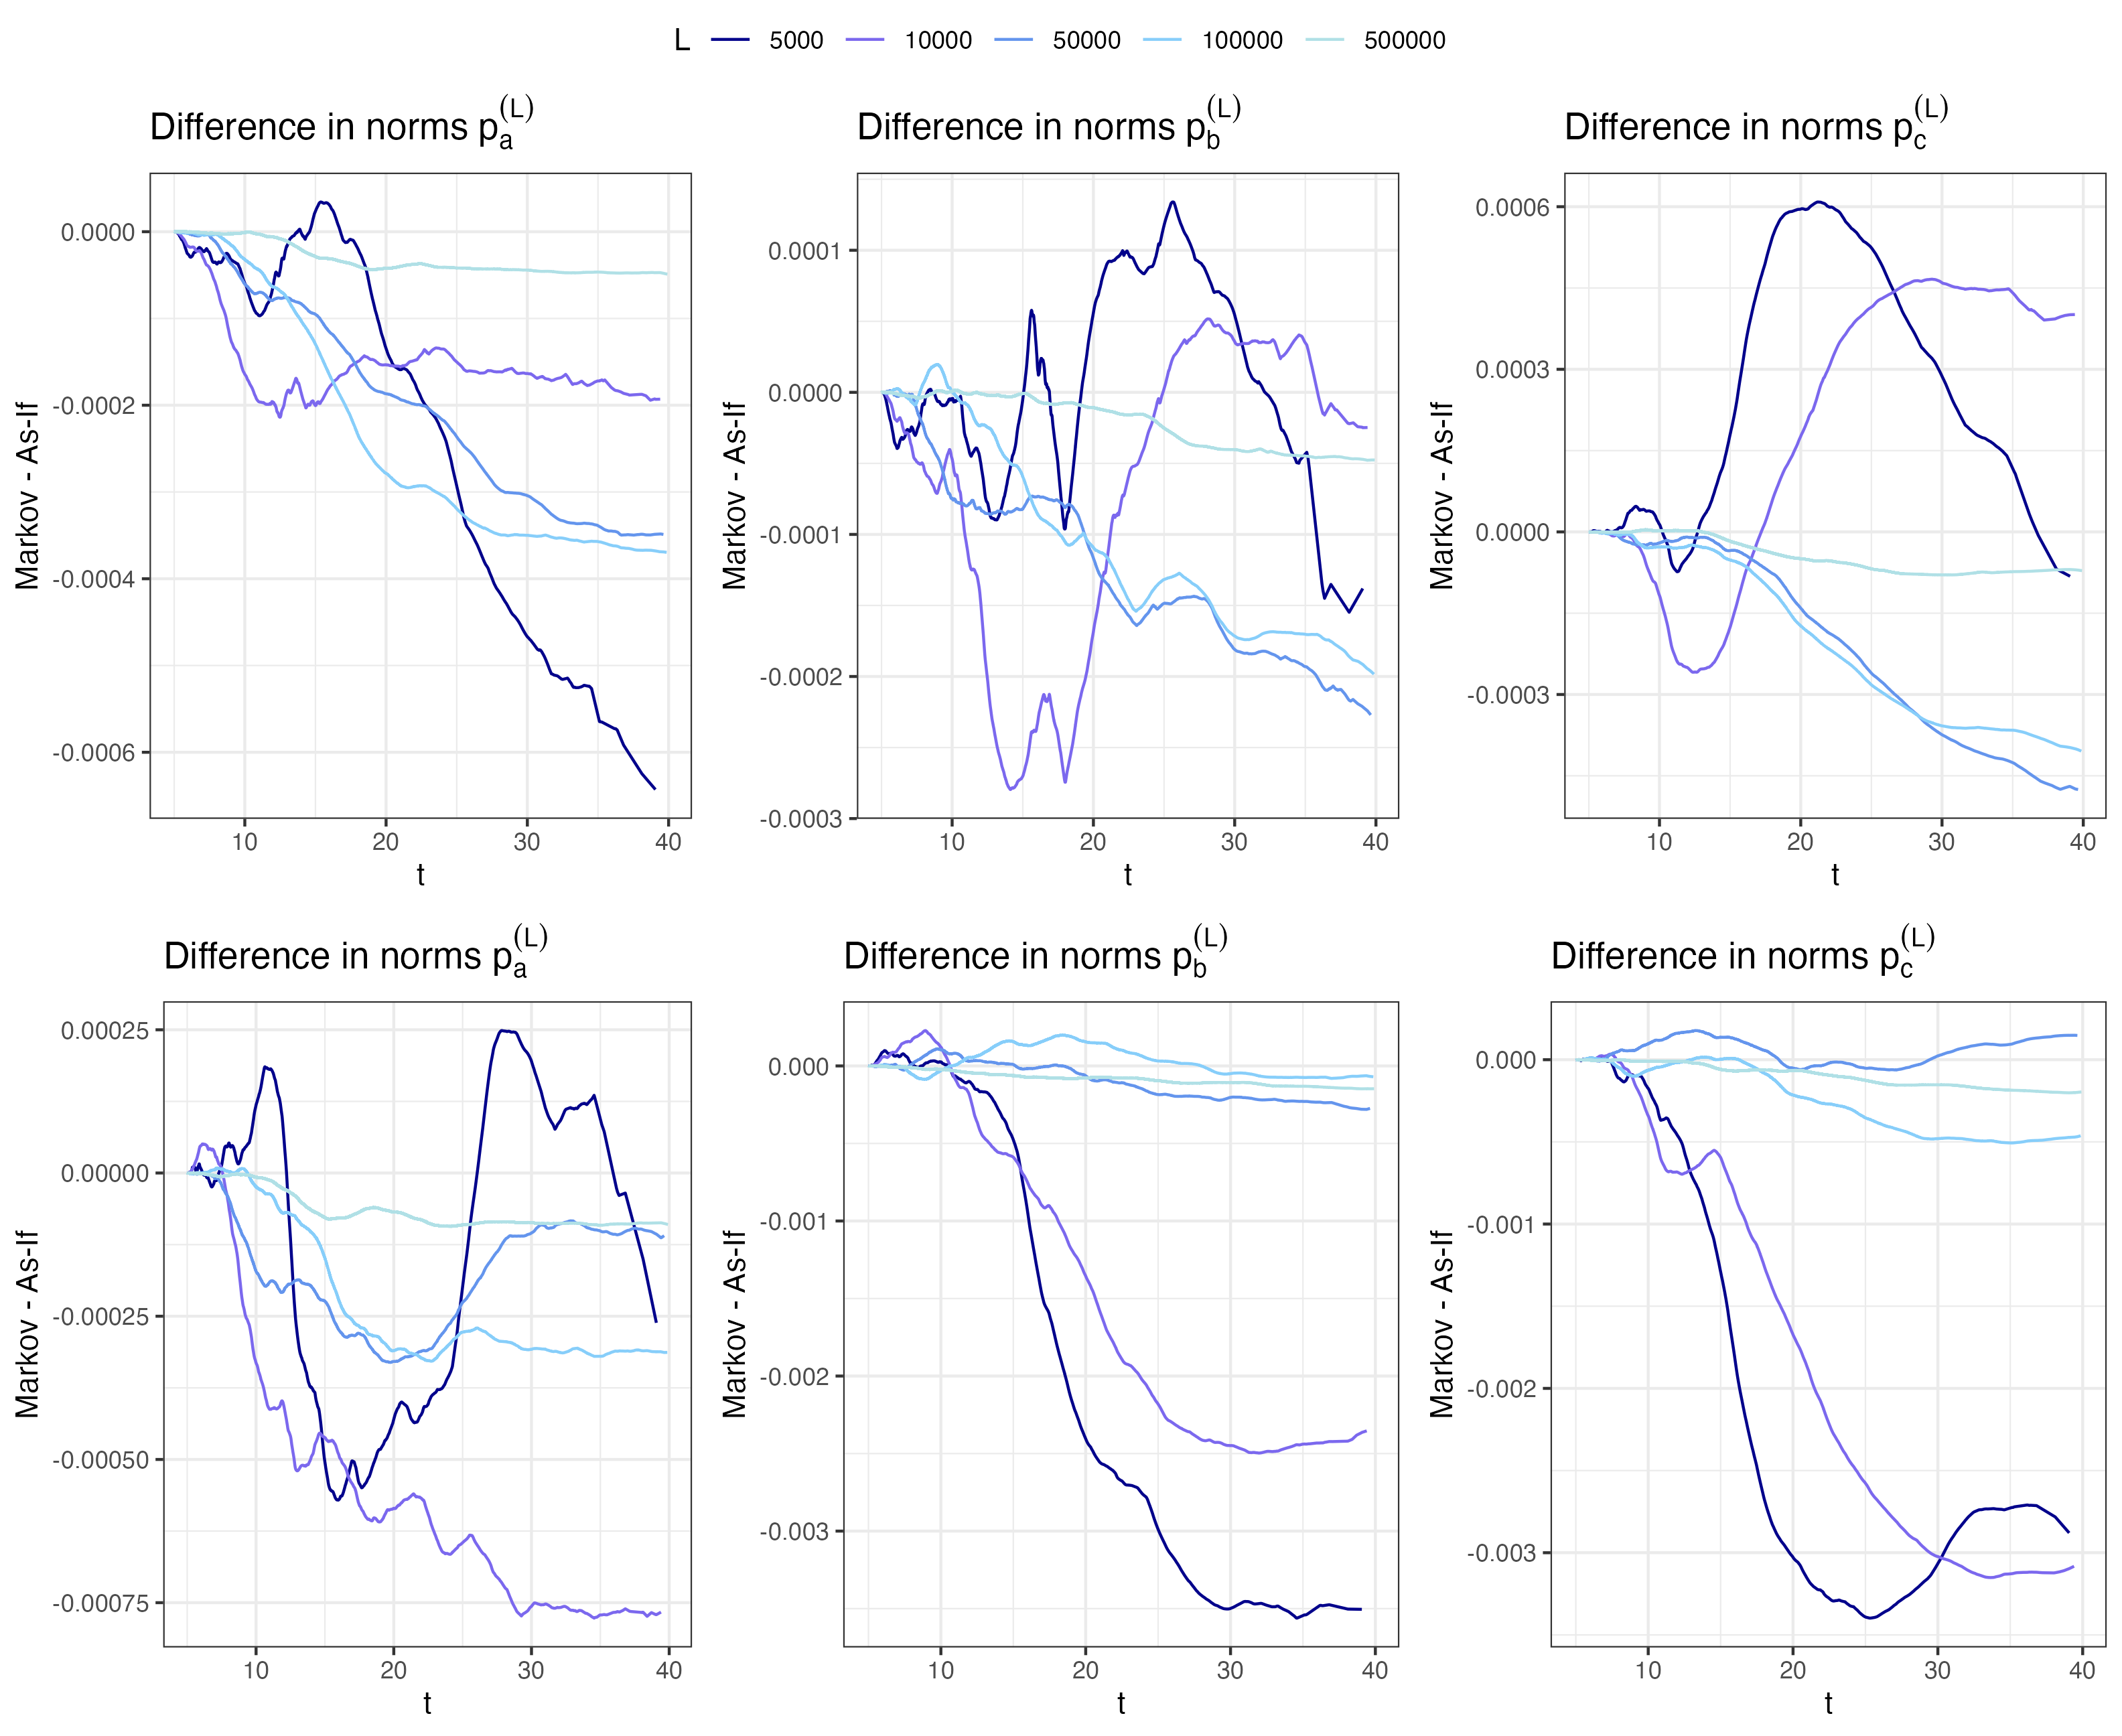 L 5000 10000 50000 100000 500000
Difference in norms p_a^(L)
Difference in norms p_b^(L)
Difference in norms p_c^(L)
Markov - As-If
0.0000
-0.0002
-0.0004
-0.0006
10 20 30 40
t
Markov - As-If
0.0001
0.0000
-0.0001
-0.0002
-0.0003
10 20 30 40
t
Markov - As-If
0.0006
0.0003
0.0000
-0.0003
10 20 30 40
t
Difference in norms p_a^(L)
Difference in norms p_b^(L)
Difference in norms p_c^(L)
Markov - As-If
0.00025
0.00000
-0.00025
-0.00050
-0.00075
10 20 30 40
t
Markov - As-If
0.000
-0.001
-0.002
-0.003
10 20 30 40
t
Markov - As-If
0.000
-0.001
-0.002
-0.003
10 20 30 40
t